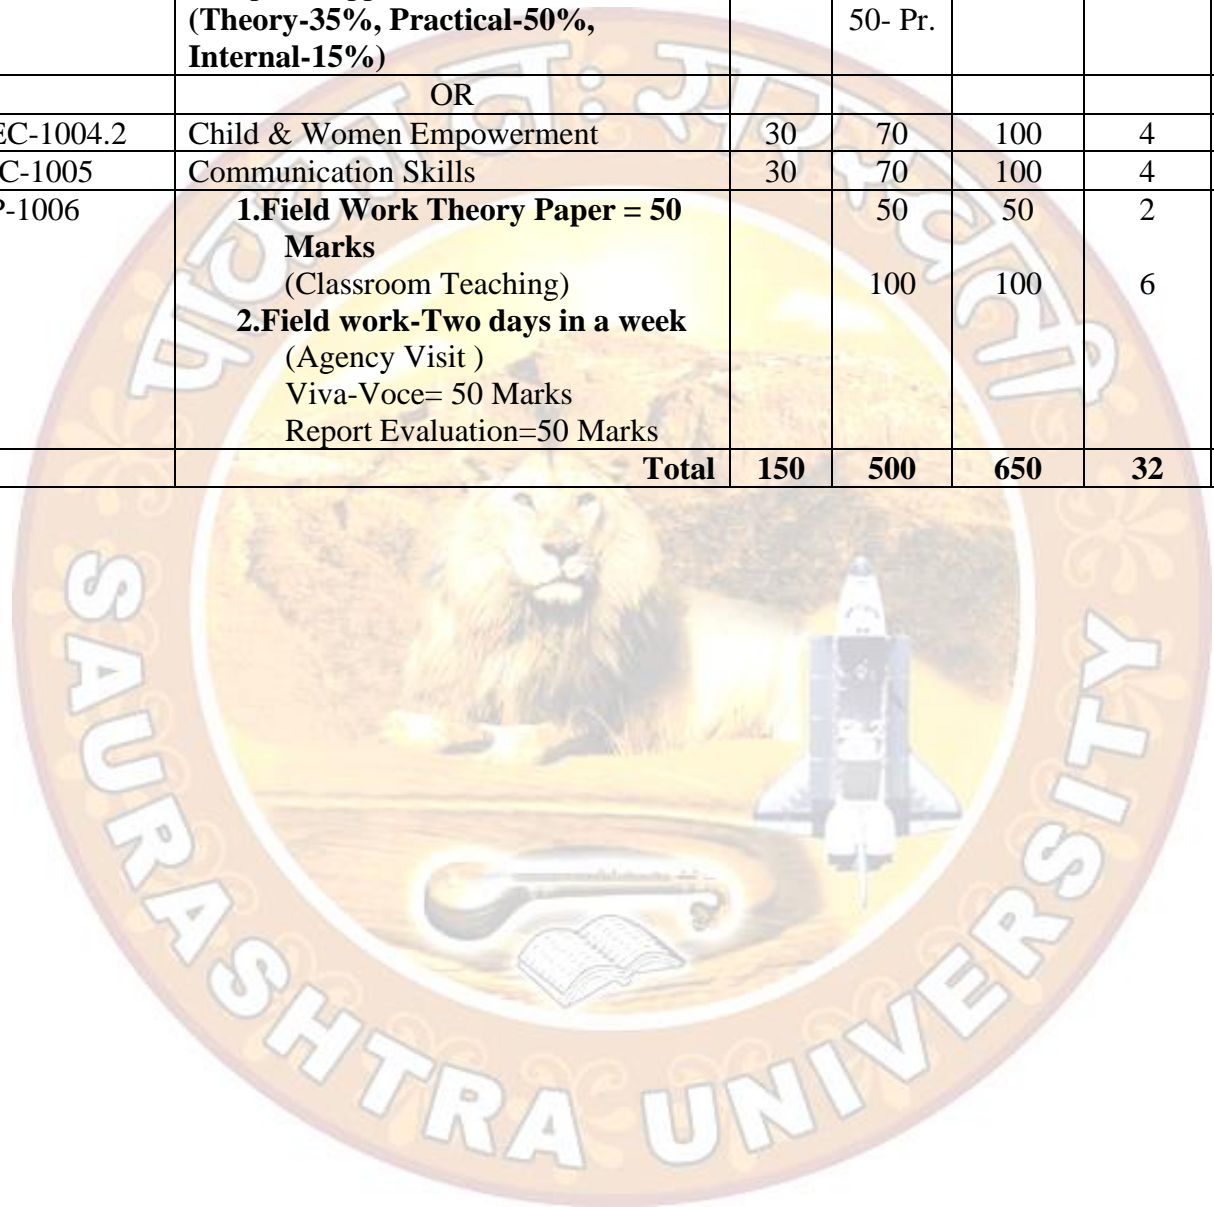 (Theory-35%, Practical-50%, 50- Pr.
Internal-15%)
OR
EC-1004.2 Child & Women Empowerment 30 70 100 4
C-1005 Communication Skills 30 70 100 4
P-1006 1.Field Work Theory Paper = 50 50 50 2
Marks
(Classroom Teaching) 100 100 6
2.Field work-Two days in a week
(Agency Visit )
Viva-Voce= 50 Marks
Report Evaluation=50 Marks
Total 150 500 650 32
SAURASHTRA UNIVERSITY